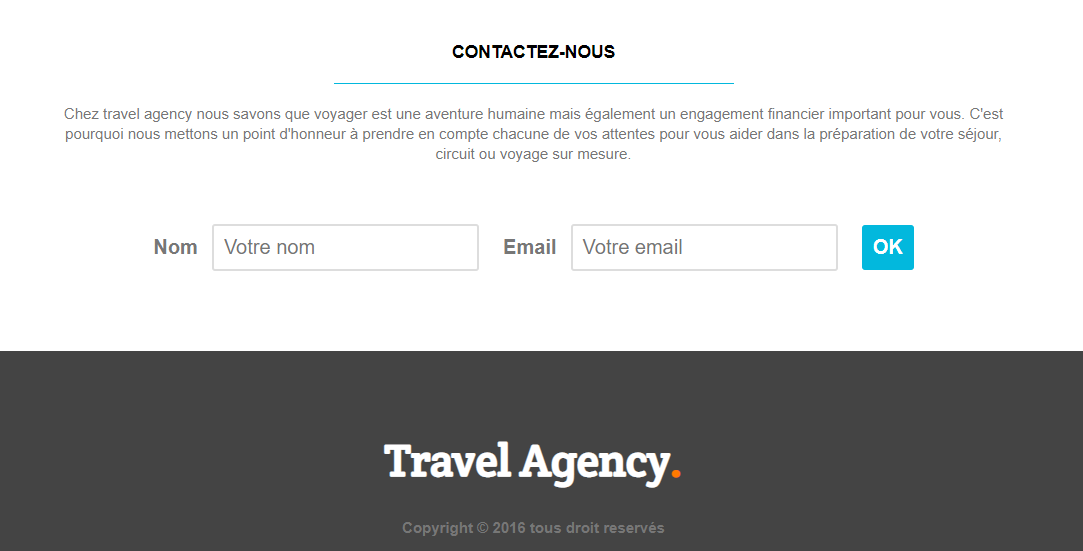 CONTACTEZ-NOUS
Chez travel agency nous savons que voyager est une aventure humaine mais également un engagement financier important pour vous. C'est
pourquoi nous mettons un point d'honneur à prendre en compte chacune de vos attentes pour vous aider dans la préparation de votre séjour,
circuit ou voyage sur mesure.
Nom Votre nom Email Votre email OK
Travel Agency.
Copyright © 2016 tous droit reservés